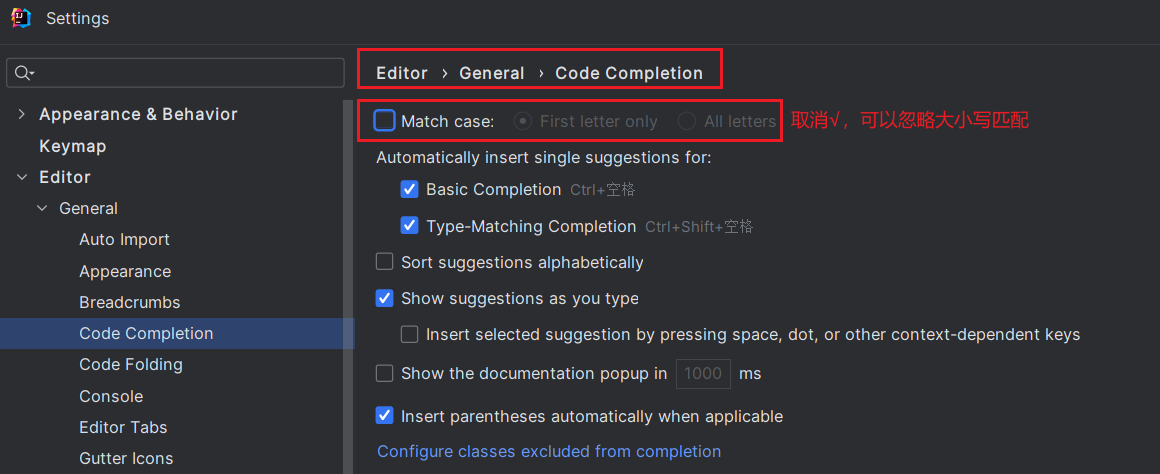 Settings
Appearance & Behavior
Keymap
Editor
General
Auto Import
Appearance
Breadcrumbs
Code Completion
Code Folding
Console
Editor Tabs
Gutter Icons
Editor › General › Code Completion
Match case: First letter only All letters 取消√，可以忽略大小写匹配
Automatically insert single suggestions for:
Basic Completion Ctrl+空格
Type-Matching Completion Ctrl+Shift+空格
Sort suggestions alphabetically
Show suggestions as you type
Insert selected suggestion by pressing space, dot, or other context-dependent keys
Show the documentation popup in 1000 ms
Insert parentheses automatically when applicable
Configure classes excluded from completion